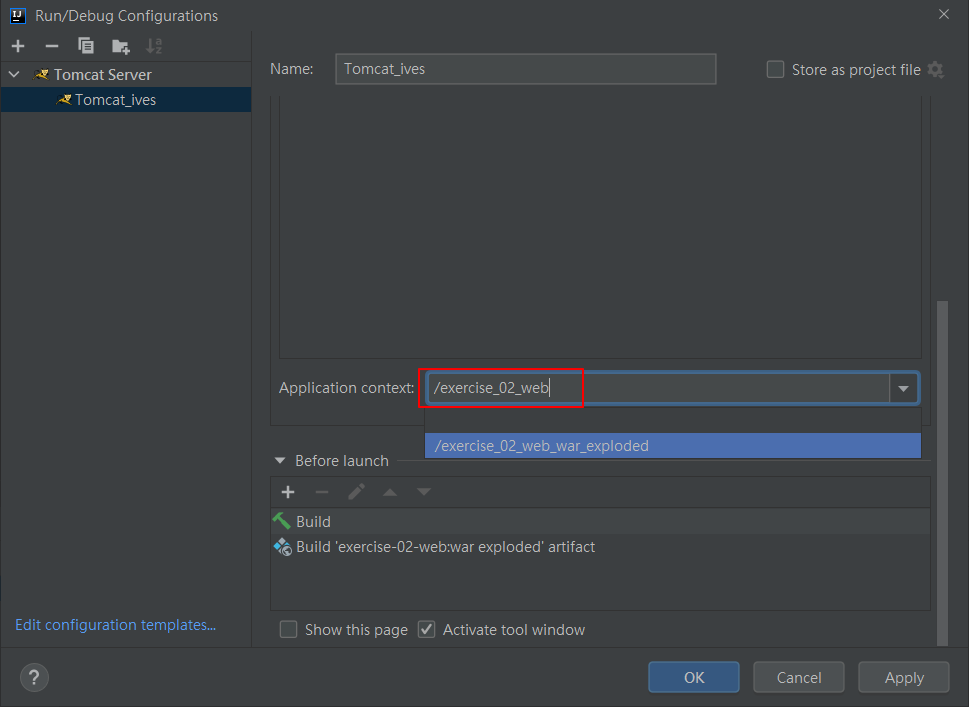 Run/Debug Configurations
Name: Tomcat_ives Store as project file
Tomcat Server
Tomcat_ives
Application context: /exercise_02_web
/exercise_02_web_war_exploded
Before launch
Build
Build 'exercise-02-web:war exploded' artifact
Edit configuration templates...
Show this page Activate tool window
? OK Cancel Apply